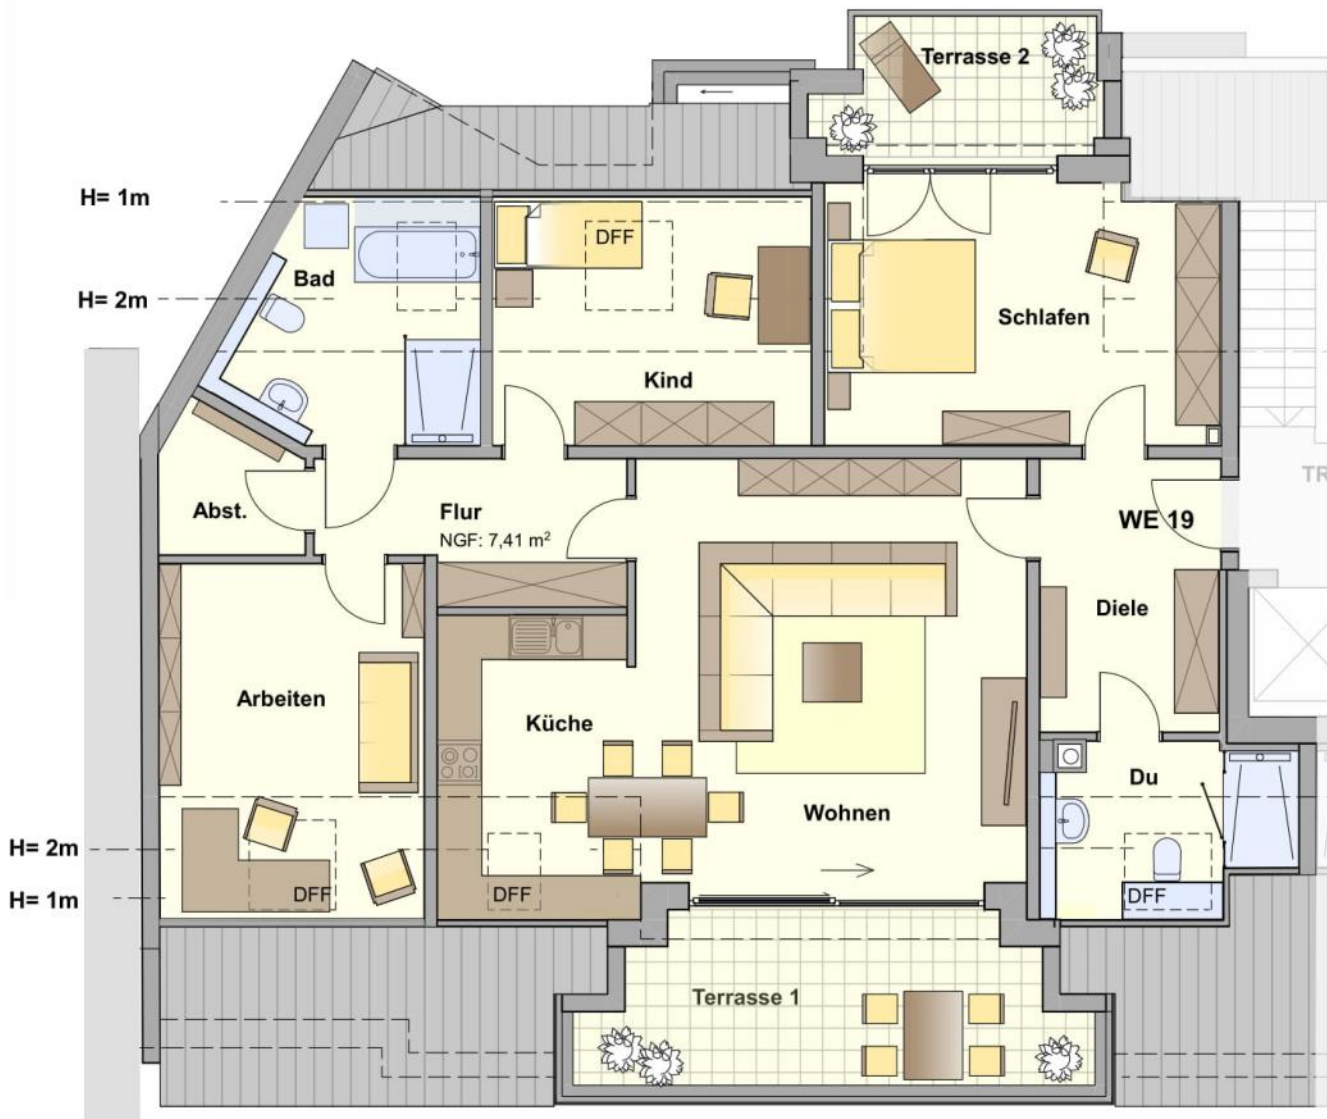 Terrasse 2
H= 1m
DFF
Bad
H= 2m
Schlafen
Kind
TR
Abst.
Flur
NGF: 7,41 m²
WE 19
Diele
Arbeiten
Küche
Du
Wohnen
H= 2m
H= 1m
DFF
DFF
DFF
Terrasse 1